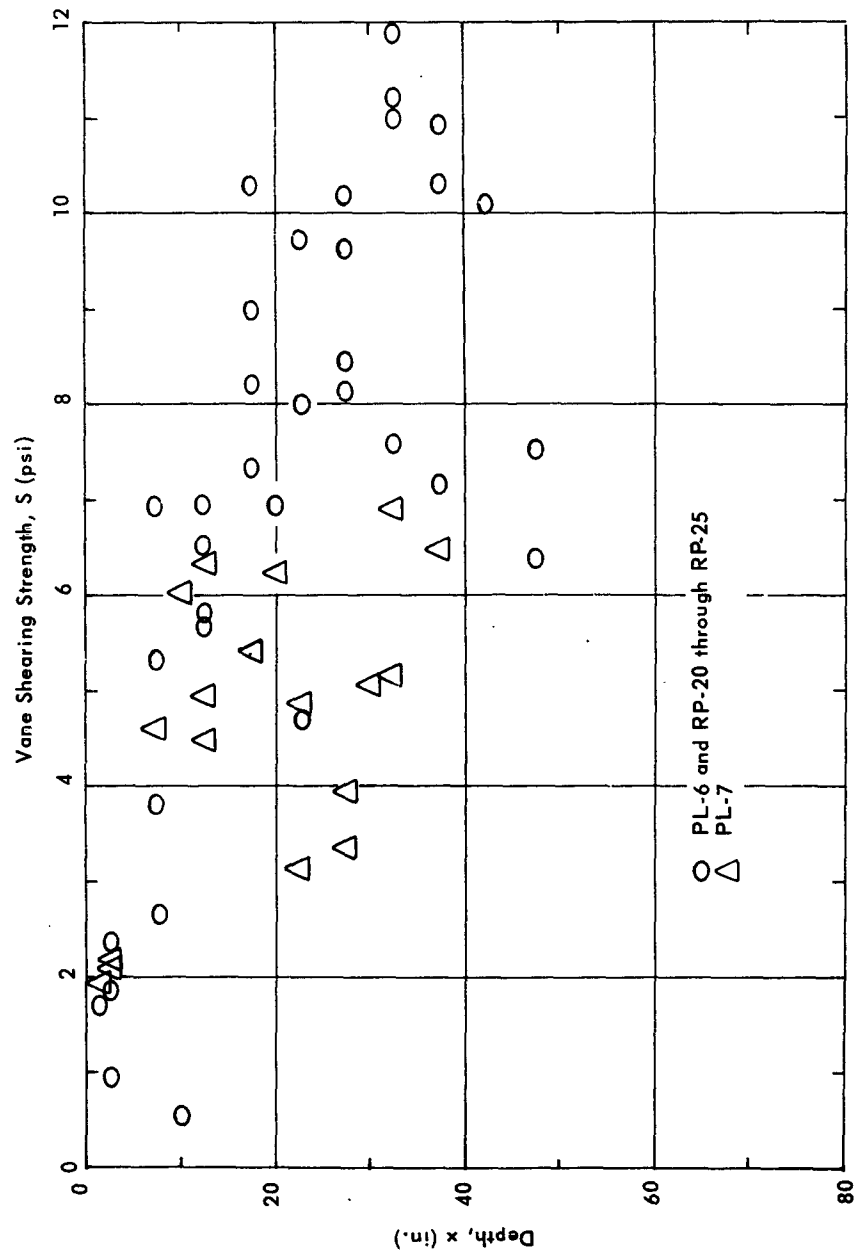 Vane Shearing Strength, S (psi)
0 2 4 6 8 10 12
Depth, x (in.)
0
20
40
60
80
PL-6 and RP-20 through RP-25
PL-7